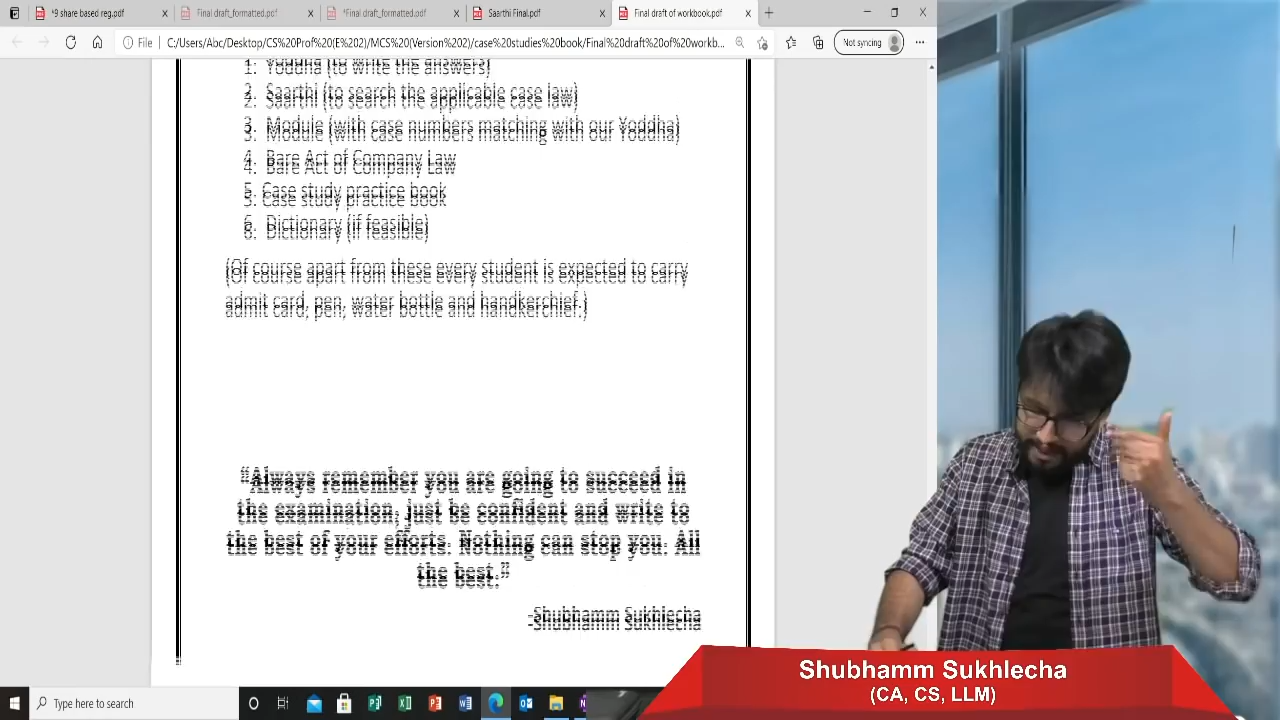 *9 share based reg.pdf
Final draft_formatted.pdf
*Final draft_formatted.pdf
Saarthi Final.pdf
Final draft of workbook.pdf
File
C:/Users/Abc/Desktop/CS%20Prof%20(E%202)/MCS%20(Version%202)/case%20studies%20book/Final%20draft%20of%20workb...
Not syncing
1. Yoddha (to write the answers)
2. Saarthi (to search the applicable case law)
3. Module (with case numbers matching with our Yoddha)
4. Bare Act of Company Law
5. Case study practice book
6. Dictionary (if feasible)
(Of course apart from these every student is expected to carry
admit card, pen, water bottle and handkerchief.)
“Always remember you are going to succeed in
the examination, just be confident and write to
the best of your efforts. Nothing can stop you. All
the best.”
-Shubhamm Sukhlecha
Shubhamm Sukhlecha
(CA, CS, LLM)
Type here to search